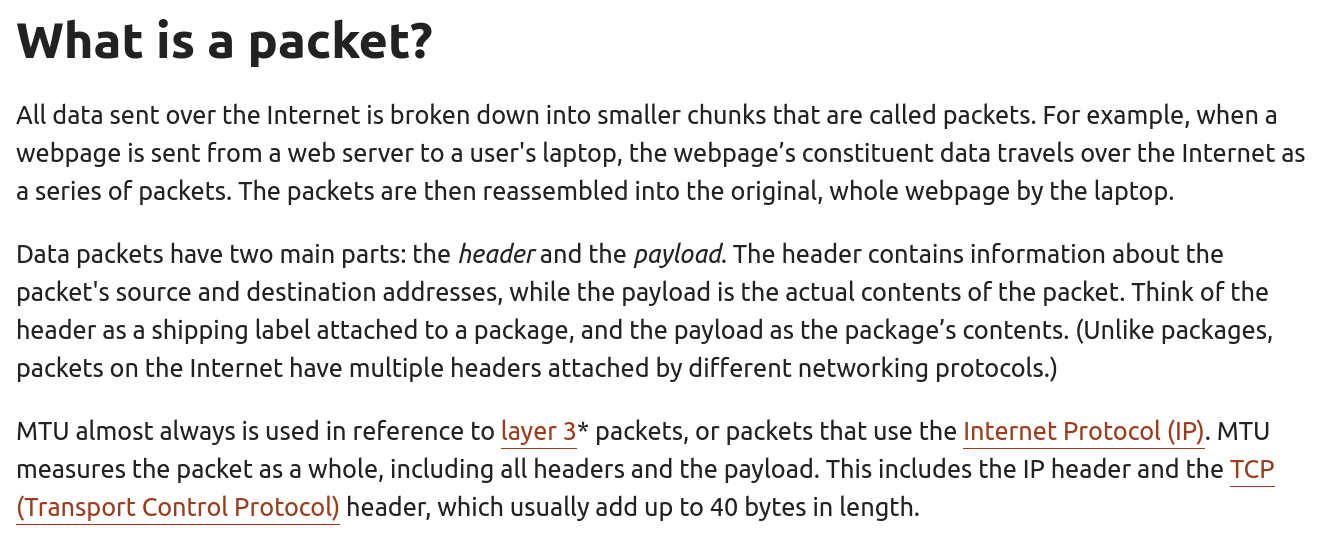 What is a packet?
All data sent over the Internet is broken down into smaller chunks that are called packets. For example, when a
webpage is sent from a web server to a user's laptop, the webpage’s constituent data travels over the Internet as
a series of packets. The packets are then reassembled into the original, whole webpage by the laptop.
Data packets have two main parts: the header and the payload. The header contains information about the
packet's source and destination addresses, while the payload is the actual contents of the packet. Think of the
header as a shipping label attached to a package, and the payload as the package’s contents. (Unlike packages,
packets on the Internet have multiple headers attached by different networking protocols.)
MTU almost always is used in reference to layer 3* packets, or packets that use the Internet Protocol (IP). MTU
measures the packet as a whole, including all headers and the payload. This includes the IP header and the TCP
(Transport Control Protocol) header, which usually add up to 40 bytes in length.